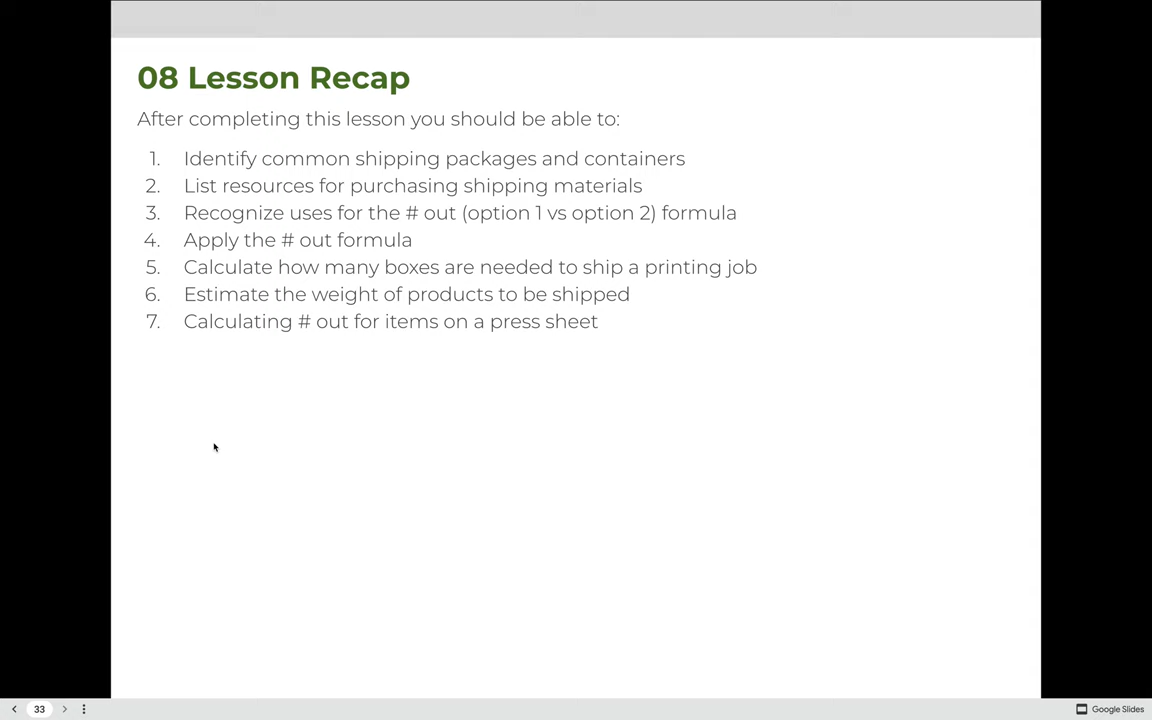 08 Lesson Recap
After completing this lesson you should be able to:
1. Identify common shipping packages and containers
2. List resources for purchasing shipping materials
3. Recognize uses for the # out (option 1 vs option 2) formula
4. Apply the # out formula
5. Calculate how many boxes are needed to ship a printing job
6. Estimate the weight of products to be shipped
7. Calculating # out for items on a press sheet
33
Google Slides